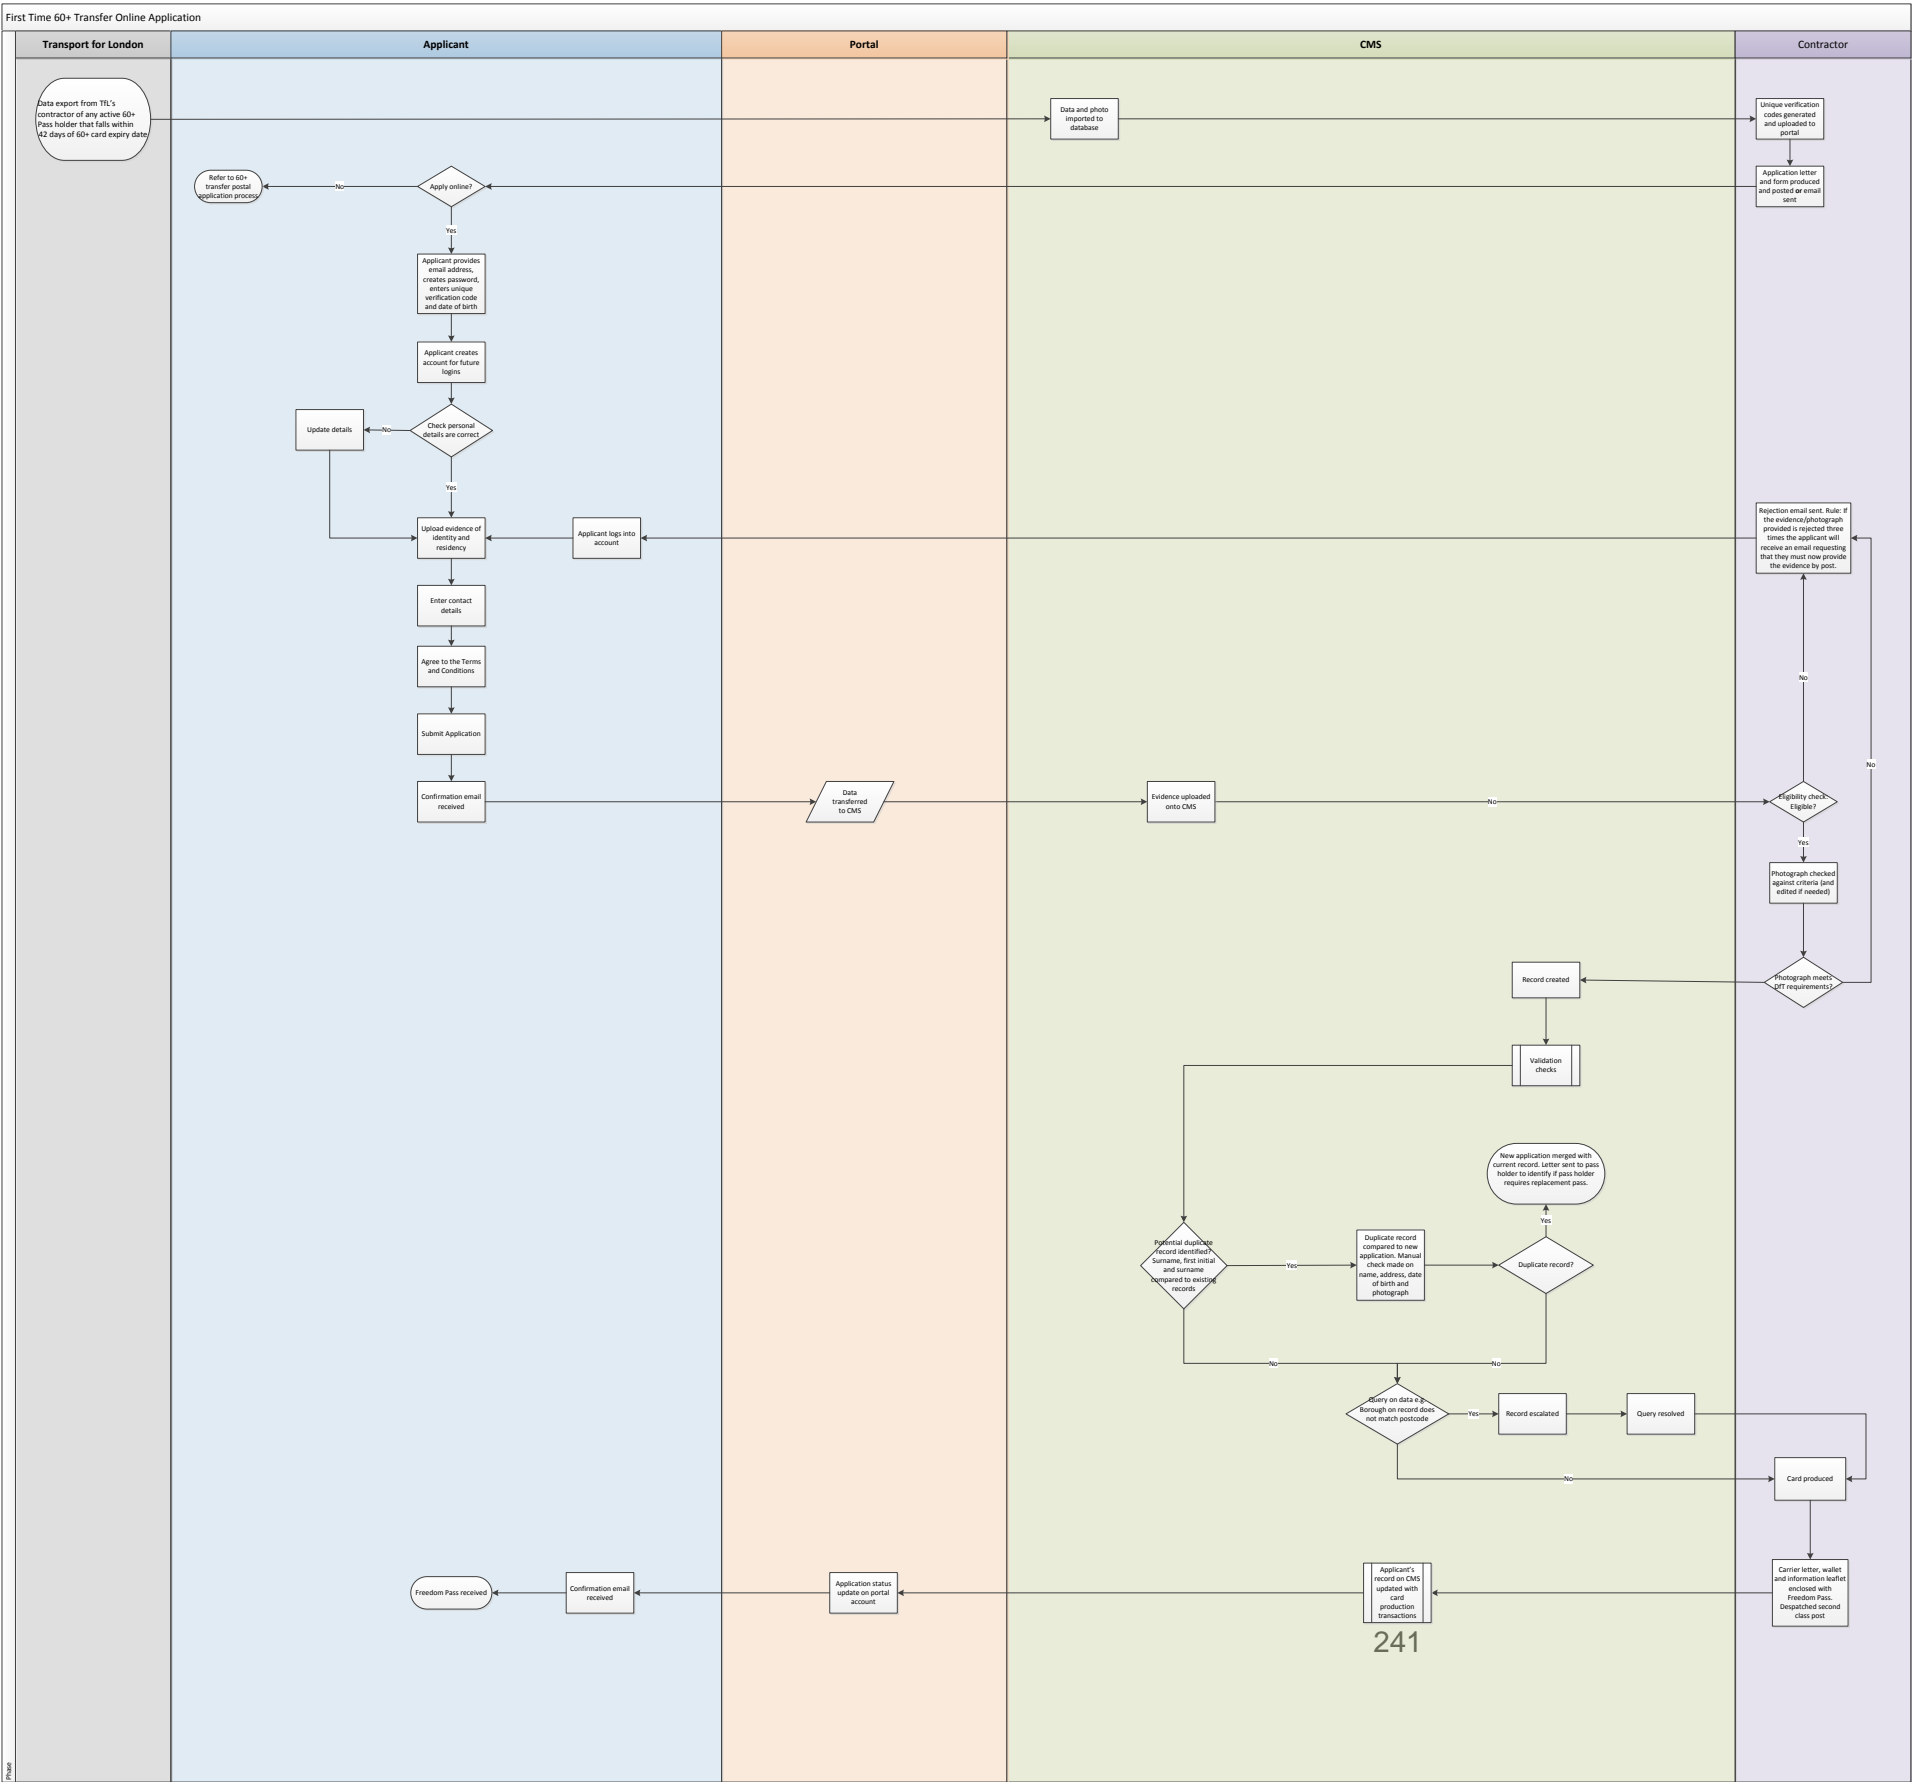 First Time 60+ Transfer Online Application
Transport for London
Applicant
Portal
CMS
Contractor
Data export from TfL's
contractor of any active 60+
Pass holder that falls within
42 days of 60+ card expiry date
Data and photo
imported to
database
Unique verification
codes generated
and uploaded to
portal
Refer to 60+
transfer postal
application process
No
Apply online?
Application letter
and form produced
and posted or email
sent
Yes
Applicant provides
email address,
creates password,
enters unique
verification code
and date of birth
Applicant creates
account for future
logins
Update details
No
Check personal
details are correct
Yes
Upload evidence of
identity and
residency
Applicant logs into
account
Rejection email sent. Rule: If
the evidence/photograph
provided is rejected three
times the applicant will
receive an email requesting
that they must now provide
the evidence by post.
Enter contact
details
Agree to the Terms
and Conditions
No
Submit Application
No
Confirmation email
received
Data
transferred
to CMS
Evidence uploaded
onto CMS
No
Eligibility check.
Eligible?
Yes
Photograph checked
against criteria (and
edited if needed)
Record created
Photograph meets
DfT requirements?
Validation
checks
New application merged with
current record. Letter sent to pass
holder to identify if pass holder
requires replacement pass.
Yes
Potential duplicate
record identified?
Surname, first initial
and surname
compared to existing
records
Yes
Duplicate record
compared to new
application. Manual
check made on
name, address, date
of birth and
photograph
Duplicate record?
No
No
Query on data e.g.
Borough on record does
not match postcode
Yes
Record escalated
Query resolved
No
Card produced
Freedom Pass received
Confirmation email
received
Application status
update on portal
account
Applicant's
record on CMS
updated with
card
production
transactions
Carrier letter, wallet
and information leaflet
enclosed with
Freedom Pass.
Despatched second
class post
241
Phase